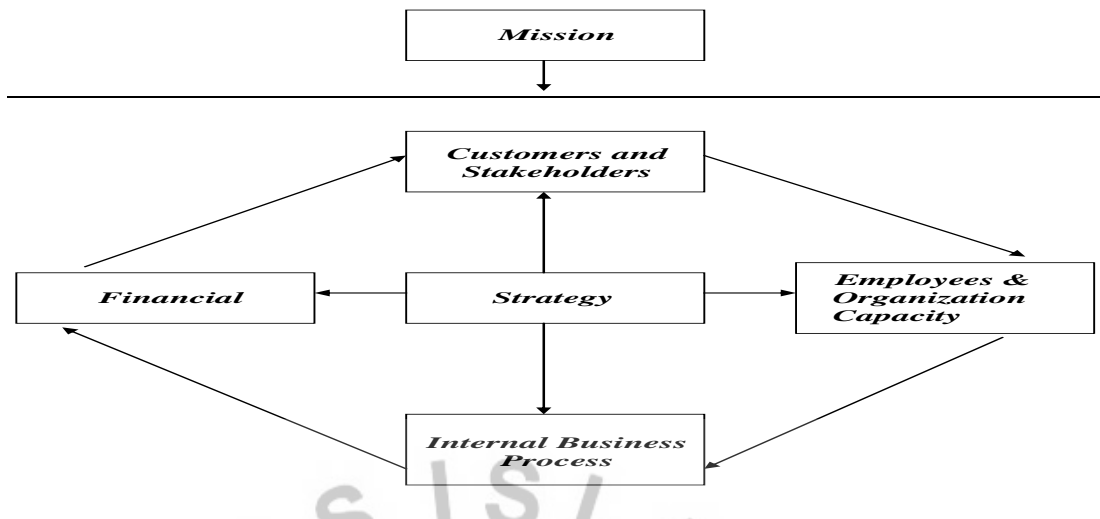 Mission
Customers and
Stakeholders
Financial
Strategy
Employees &
Organization
Capacity
Internal Business
Process